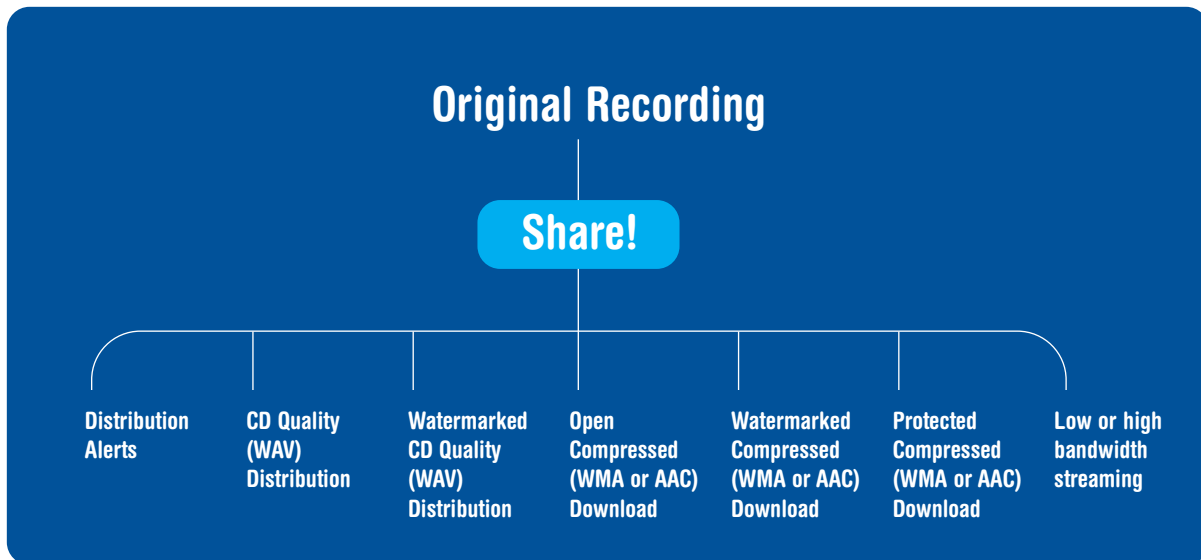 Original Recording
Share!
Distribution
Alerts
CD Quality
(WAV)
Distribution
Watermarked
CD Quality
(WAV)
Distribution
Open
Compressed
(WMA or AAC)
Download
Watermarked
Compressed
(WMA or AAC)
Download
Protected
Compressed
(WMA or AAC)
Download
Low or high
bandwidth
streaming